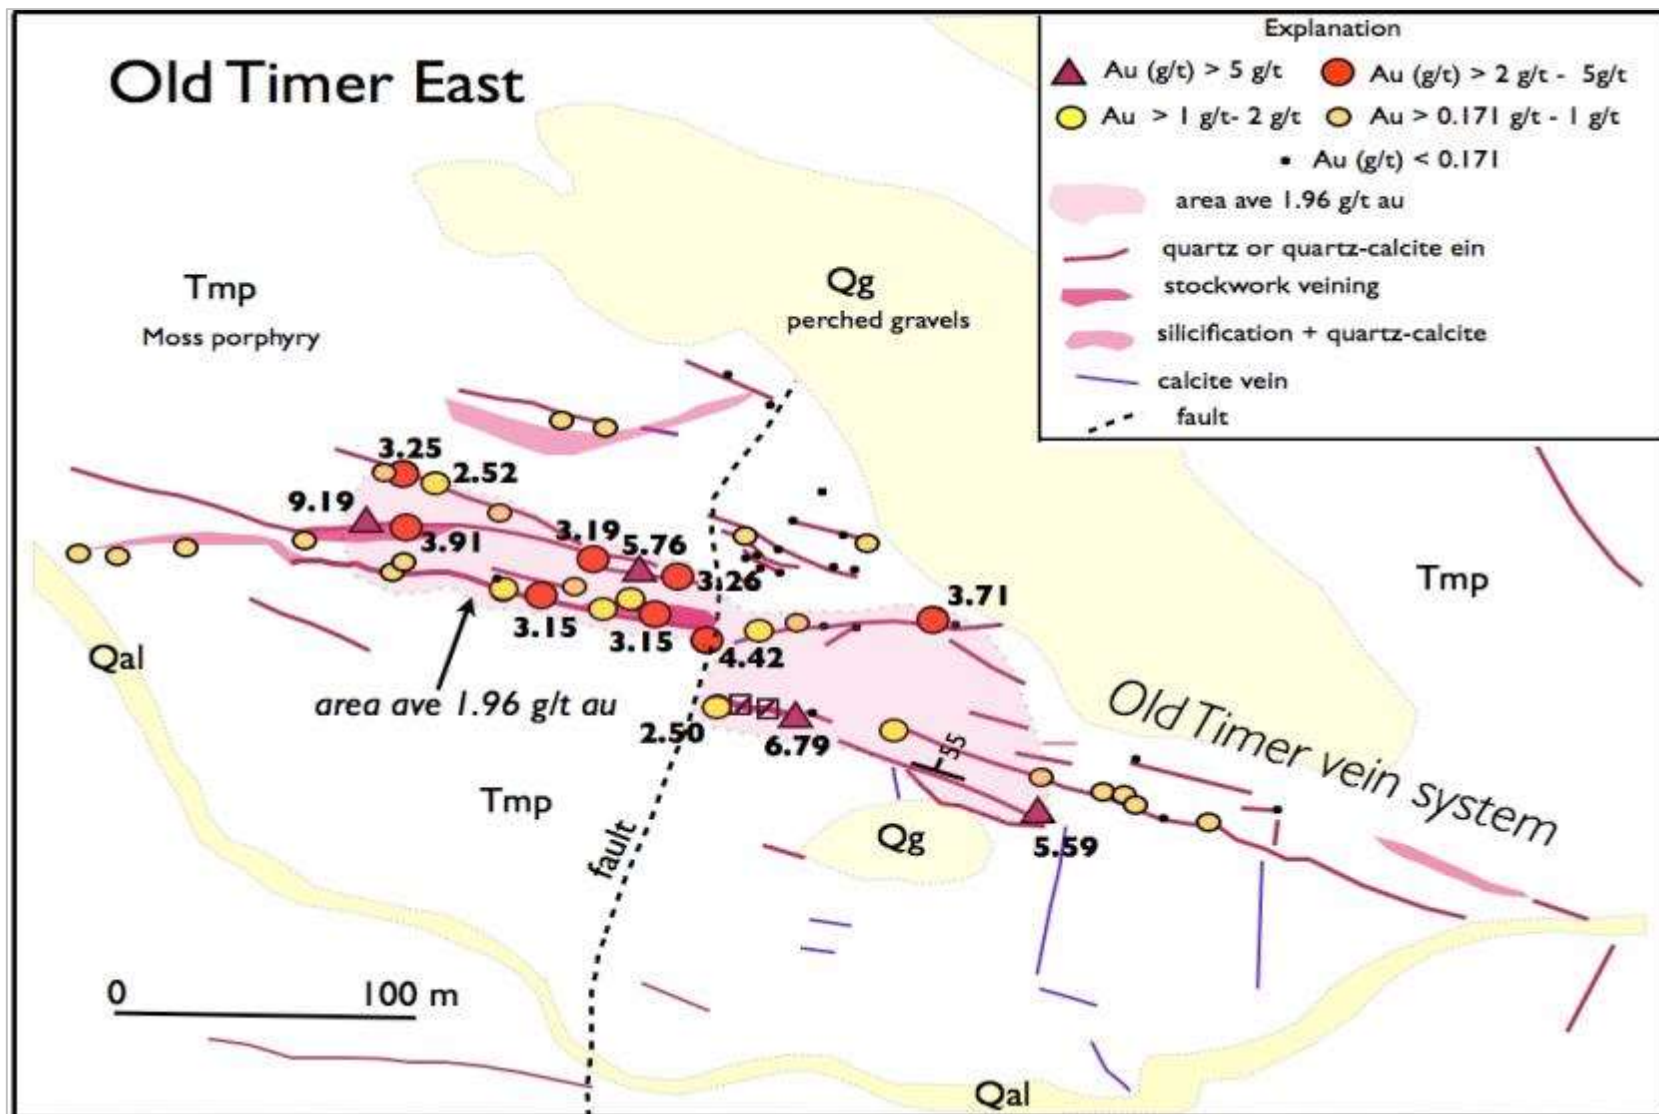 Old Timer East
Explanation
Au (g/t) > 5 g/t
Au (g/t) > 2 g/t - 5g/t
Au > 1 g/t- 2 g/t
Au > 0.171 g/t - 1 g/t
Au (g/t) < 0.171
area ave 1.96 g/t au
quartz or quartz-calcite ein
stockwork veining
silicification + quartz-calcite
calcite vein
fault
Tmp
Moss porphyry
Qg
perched gravels
3.25
2.52
9.19
3.91
3.19
5.76
3.26
3.15
3.15
4.42
3.71
Tmp
Qal
area ave 1.96 g/t au
2.50
6.79
55
Old Timer vein system
Tmp
fault
Qg
5.59
0
100 m
Qal